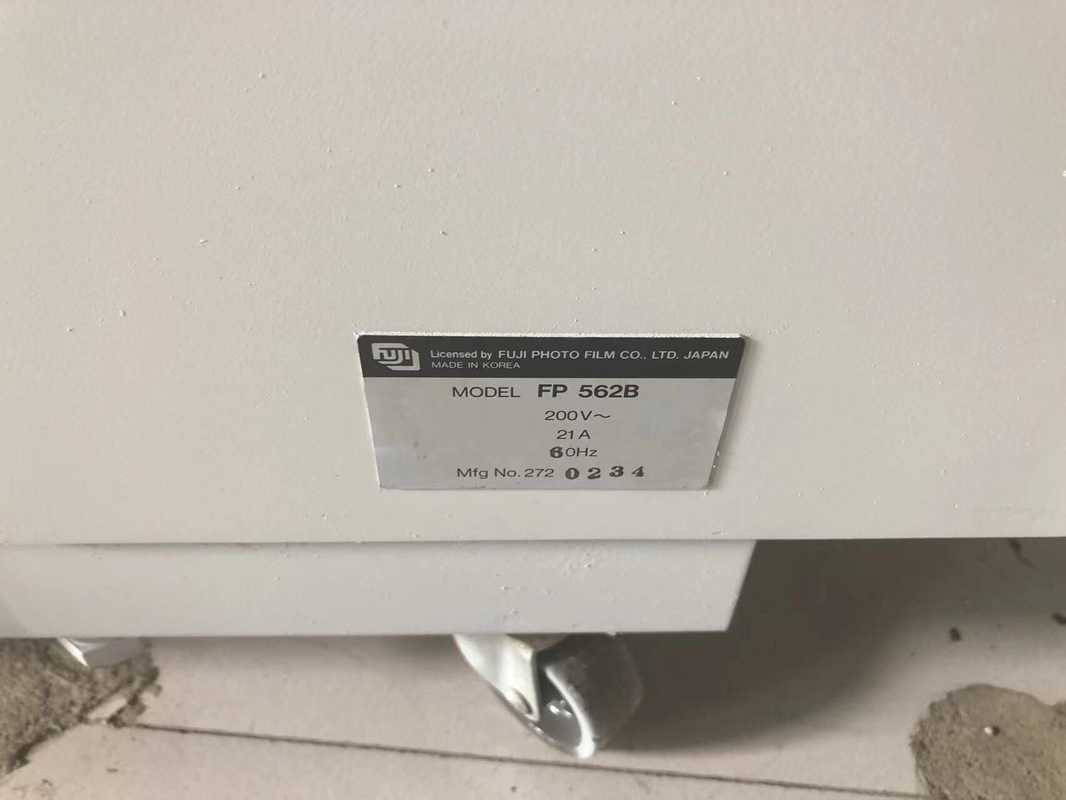 FUJI Licensed by FUJI PHOTO FILM CO., LTD. JAPAN
MADE IN KOREA
MODEL FP 562B
200V~
21A
60Hz
Mfg No. 272 0234